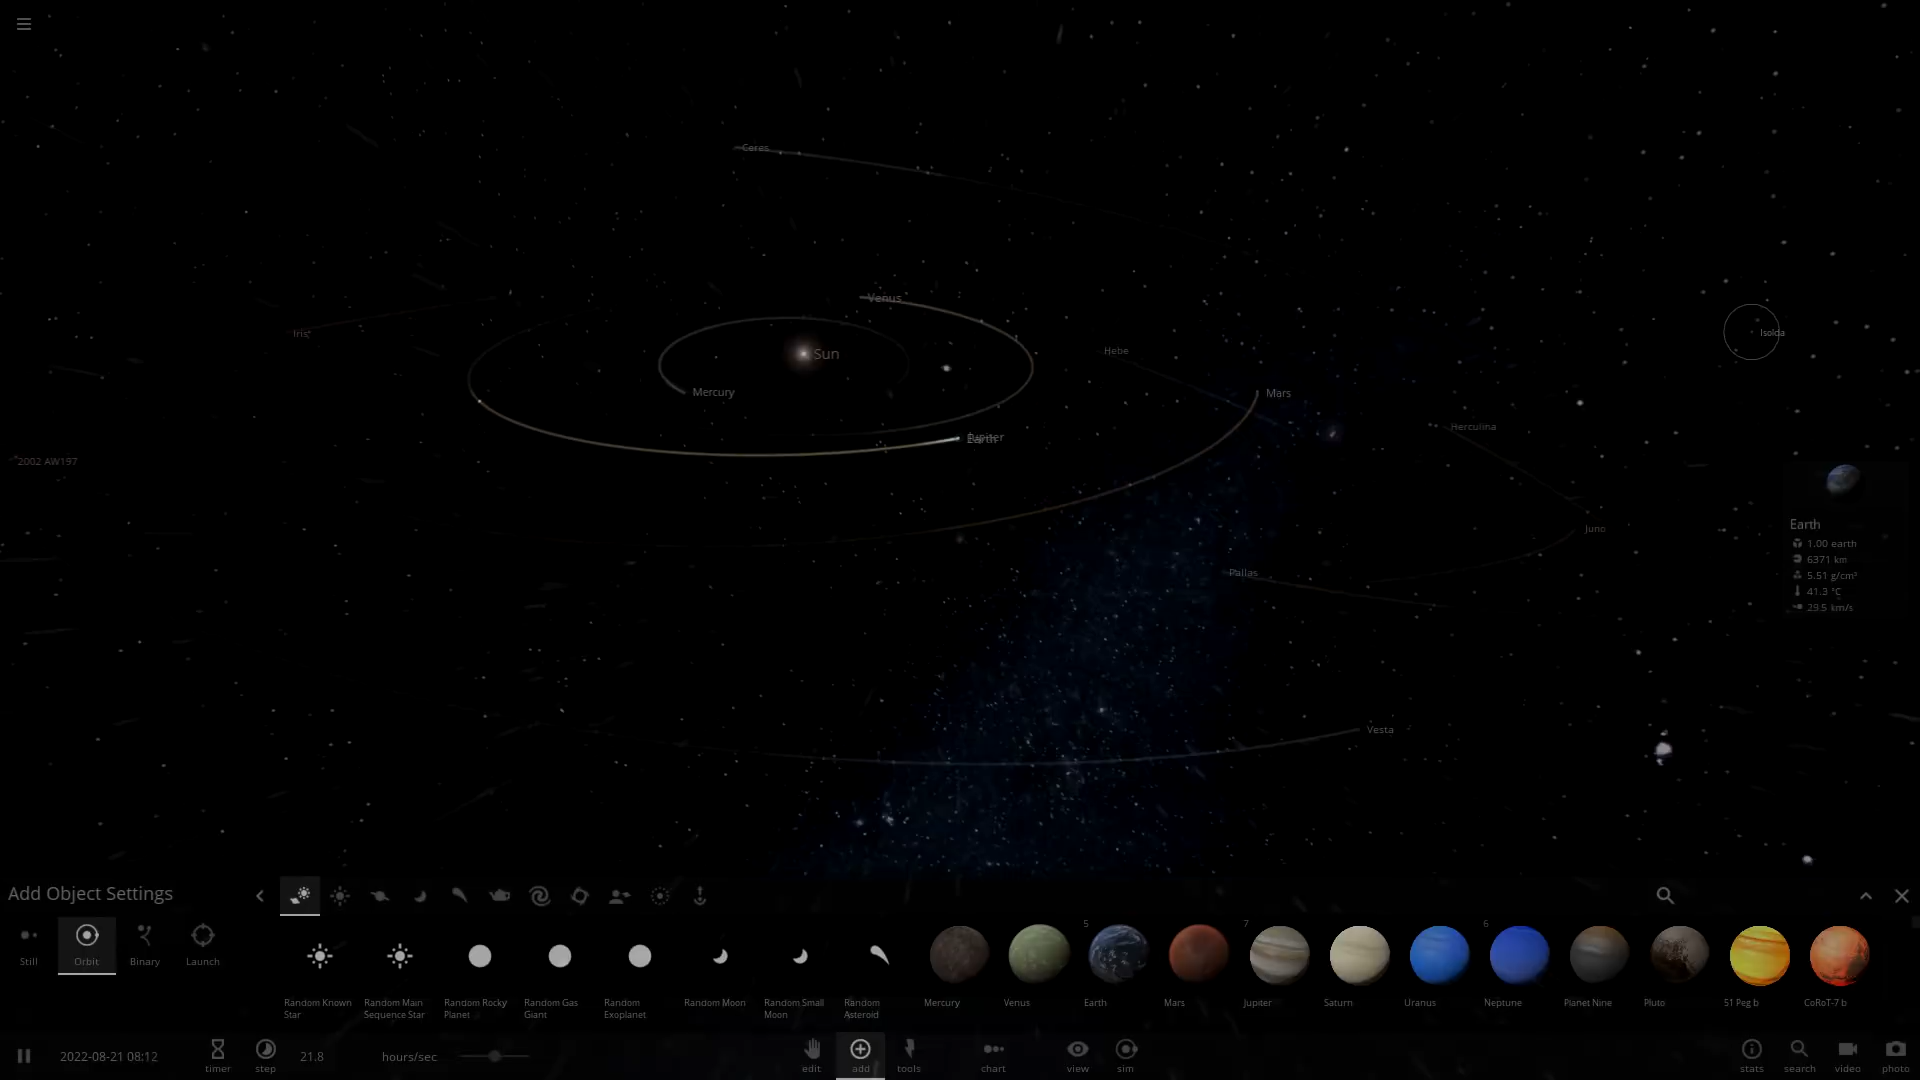 Ceres
Venus
Iris
Sun
Isolda
Hebe
Mercury
Mars
Herculina
Jupiter
Earth
2002 AW197
Juno
Earth
1.00 earth
6371 km
5.51 g/cm³
41.3 °C
29.5 km/s
Pallas
Vesta
Add Object Settings
Still
Orbit
Binary
Launch
5
7
6
Random Known
Star
Random Main
Sequence Star
Random Rocky
Planet
Random Gas
Giant
Random
Exoplanet
Random Moon
Random Small
Moon
Random
Asteroid
Mercury
Venus
Earth
Mars
Jupiter
Saturn
Uranus
Neptune
Planet Nine
Pluto
51 Peg b
CoRoT-7 b
2022-08-21 08:12
timer
step
21.8
hours/sec
edit
add
tools
chart
view
sim
stats
search
video
photo